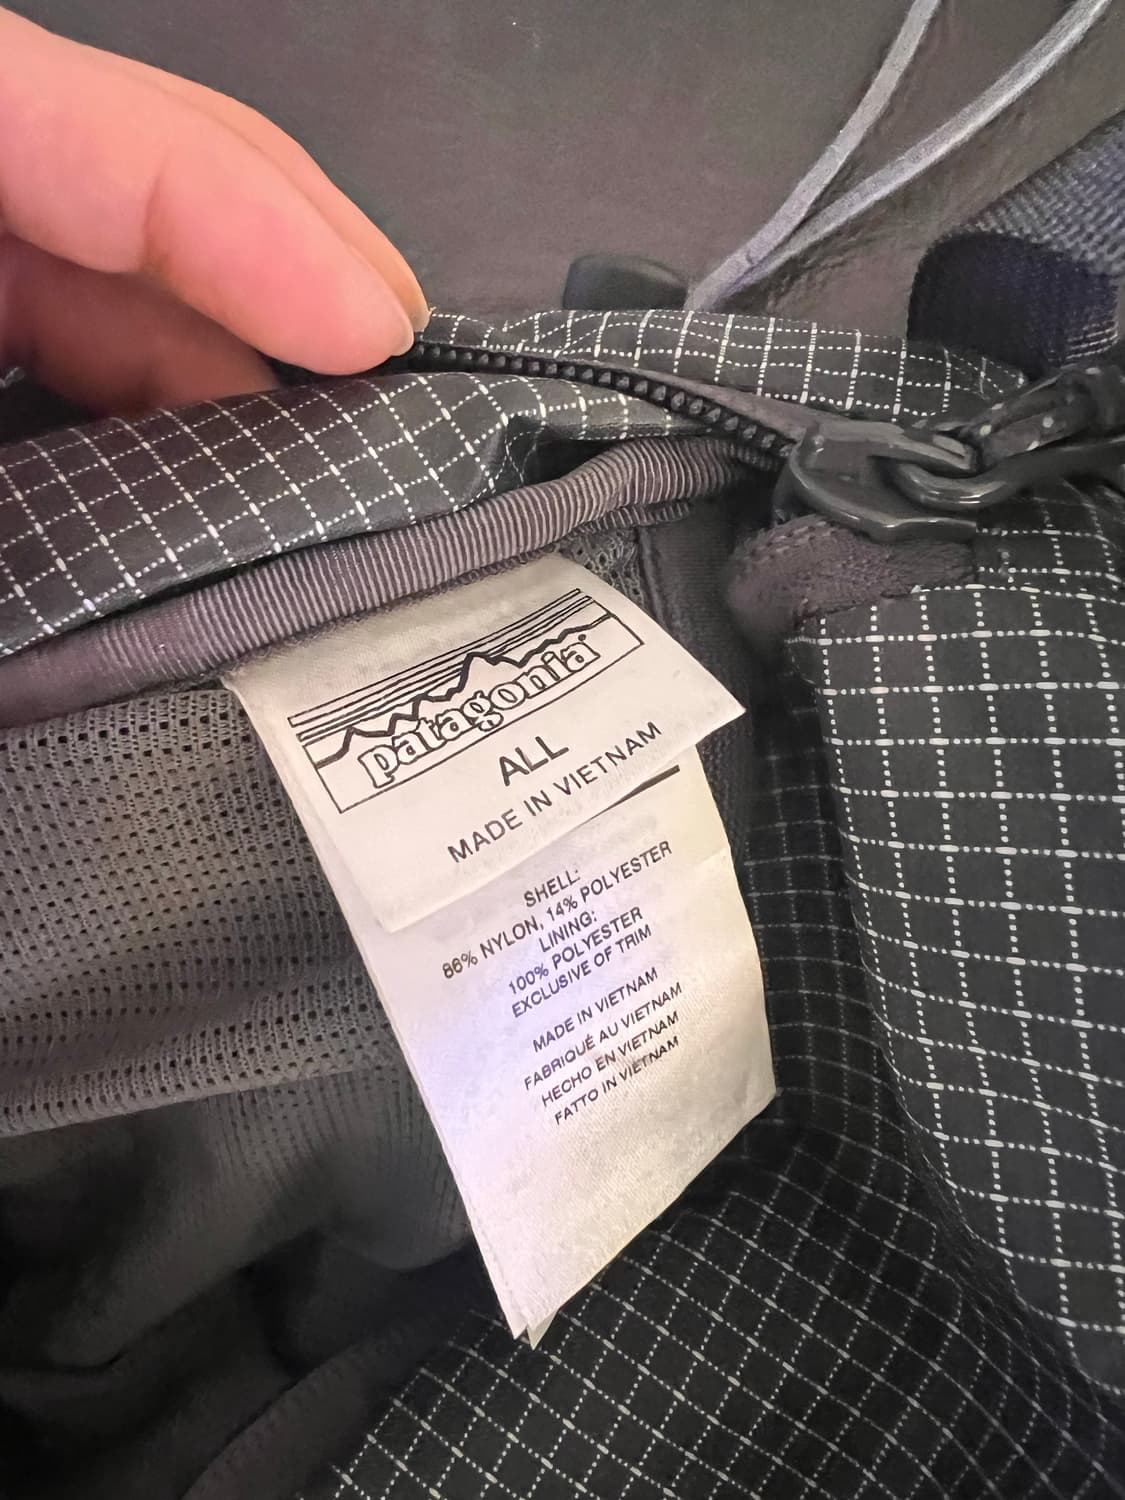 patagonia®
ALL
MADE IN VIETNAM
SHELL:
86% NYLON, 14% POLYESTER
LINING:
100% POLYESTER
EXCLUSIVE OF TRIM
MADE IN VIETNAM
FABRIQUÉ AU VIETNAM
HECHO EN VIETNAM
FATTO IN VIETNAM